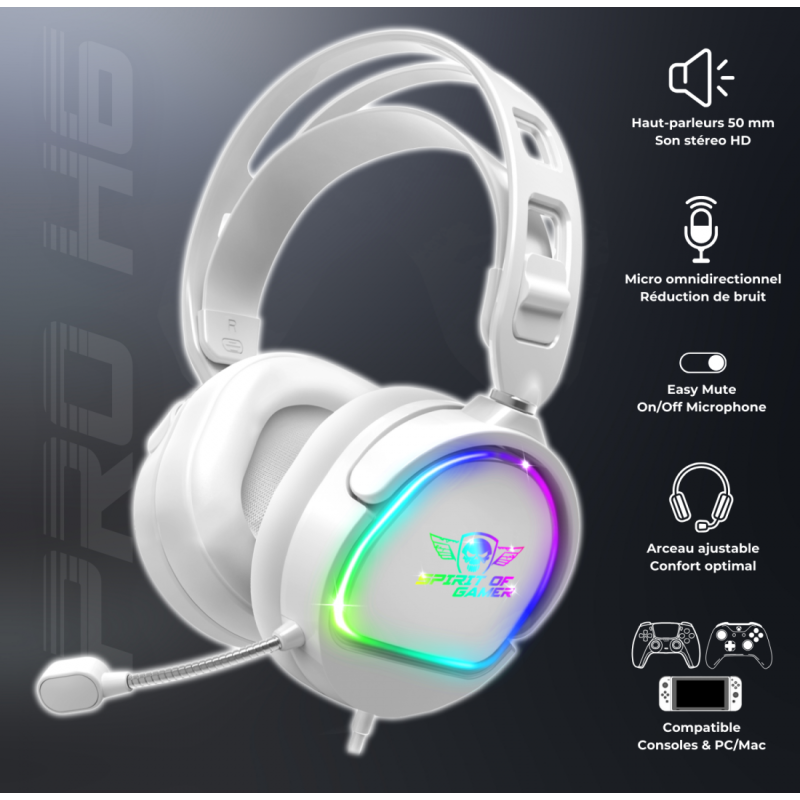 PRO H6
Haut-parleurs 50 mm
Son stéreo HD
Micro omnidirectionnel
Réduction de bruit
Easy Mute
On/Off Microphone
R
Arceau ajustable
Confort optimal
SPIRIT OF
GAMER
Compatible
Consoles & PC/Mac